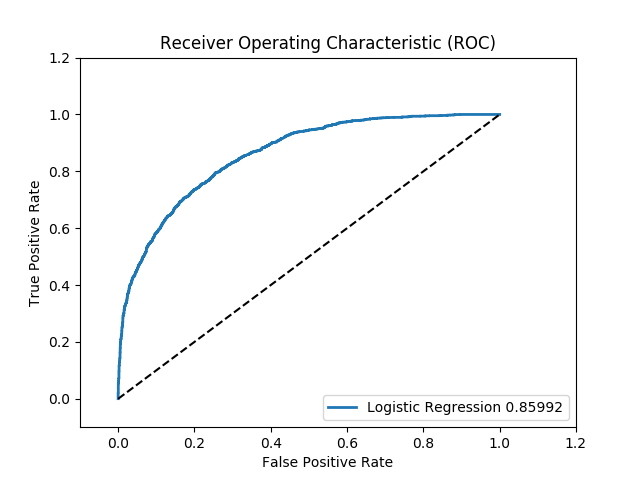 Receiver Operating Characteristic (ROC)
1.2
1.0
0.8
0.6
0.4
0.2
0.0
True Positive Rate
Logistic Regression 0.85992
0.0 0.2 0.4 0.6 0.8 1.0 1.2
False Positive Rate